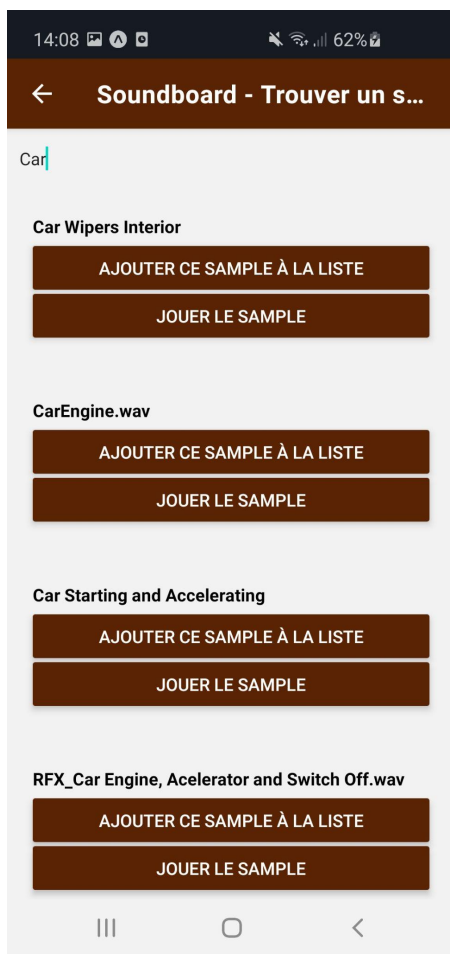 14:08 62%
Soundboard - Trouver un s...
Car
Car Wipers Interior
AJOUTER CE SAMPLE À LA LISTE
JOUER LE SAMPLE
CarEngine.wav
AJOUTER CE SAMPLE À LA LISTE
JOUER LE SAMPLE
Car Starting and Accelerating
AJOUTER CE SAMPLE À LA LISTE
JOUER LE SAMPLE
RFX_Car Engine, Acelerator and Switch Off.wav
AJOUTER CE SAMPLE À LA LISTE
JOUER LE SAMPLE